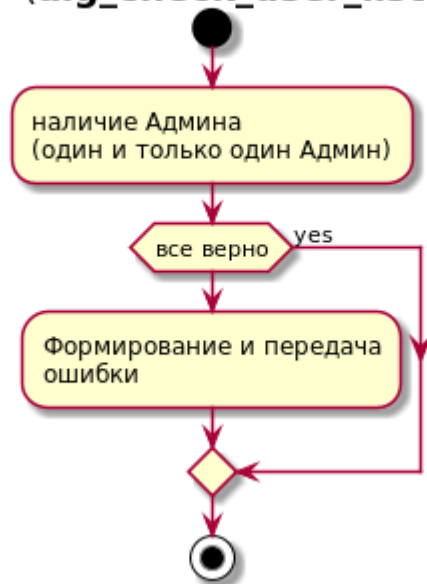 наличие Админа
(один и только один Админ)
все верно
yes
Формирование и передача
ошибки